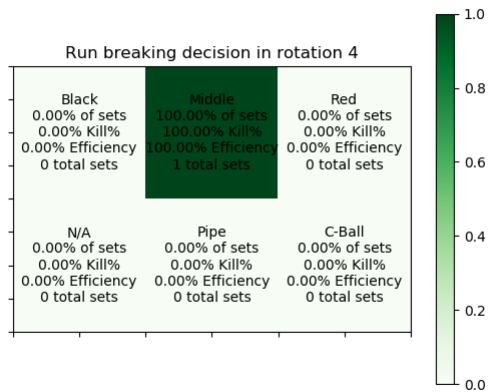 Run breaking decision in rotation 4
Black
0.00% of sets
0.00% Kill%
0.00% Efficiency
0 total sets
Middle
100.00% of sets
100.00% Kill%
100.00% Efficiency
1 total sets
Red
0.00% of sets
0.00% Kill%
0.00% Efficiency
0 total sets
N/A
0.00% of sets
0.00% Kill%
0.00% Efficiency
0 total sets
Pipe
0.00% of sets
0.00% Kill%
0.00% Efficiency
0 total sets
C-Ball
0.00% of sets
0.00% Kill%
0.00% Efficiency
0 total sets
1.0
0.8
0.6
0.4
0.2
0.0